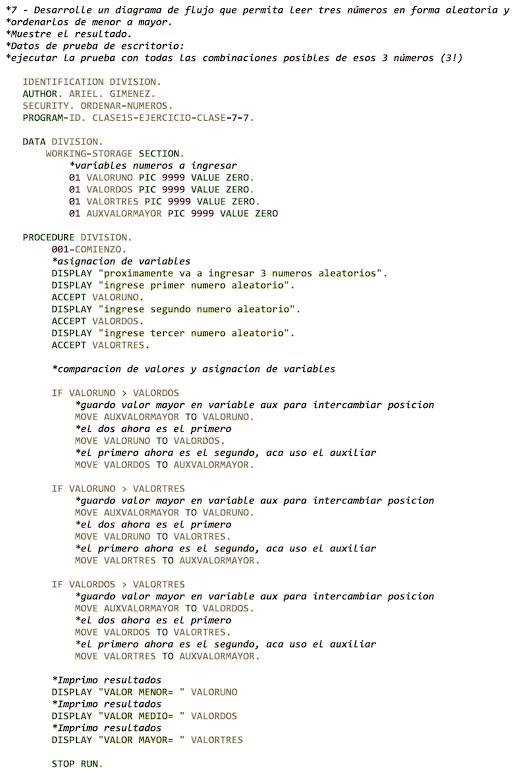 *7 - Desarrolle un diagrama de flujo que permita Leer tres números en forma aleatoria y
*ordenarlos de menor a mayor.
*Muestre el resultado.
*Datos de prueba de escritorio:
*ejecutar la prueba con todas las combinaciones posibles de esos 3 números (3!)
IDENTIFICATION DIVISION.
AUTHOR. ARIEL. GIMENEZ.
SECURITY. ORDENAR-NUMEROS.
PROGRAM-ID. CLASE15-EJERCICIO-CLASE-7-7.
DATA DIVISION.
WORKING-STORAGE SECTION.
*variables numeros a ingresar
01 VALORUNO PIC 9999 VALUE ZERO.
01 VALORDOS PIC 9999 VALUE ZERO.
01 VALORTRES PIC 9999 VALUE ZERO.
01 AUXVALORMAYOR PIC 9999 VALUE ZERO
PROCEDURE DIVISION.
001-COMIENZO.
*asignacion de variables
DISPLAY "proximamente va a ingresar 3 numeros aleatorios".
DISPLAY "ingrese primer numero aleatorio".
ACCEPT VALORUNO.
DISPLAY "ingrese segundo numero aleatorio".
ACCEPT VALORDOS.
DISPLAY "ingrese tercer numero aleatorio".
ACCEPT VALORTRES.
*comparacion de valores y asignacion de variables
IF VALORUNO > VALORDOS
*guardo valor mayor en variable aux para intercambiar posicion
MOVE AUXVALORMAYOR TO VALORUNO.
*el dos ahora es el primero
MOVE VALORUNO TO VALORDOS.
*el primero ahora es el segundo, aca uso el auxiliar
MOVE VALORDOS TO AUXVALORMAYOR.
IF VALORUNO > VALORTRES
*guardo valor mayor en variable aux para intercambiar posicion
MOVE AUXVALORMAYOR TO VALORUNO.
*el dos ahora es el primero
MOVE VALORUNO TO VALORTRES.
*el primero ahora es el segundo, aca uso el auxiliar
MOVE VALORTRES TO AUXVALORMAYOR.
IF VALORDOS > VALORTRES
*guardo valor mayor en variable aux para intercambiar posicion
MOVE AUXVALORMAYOR TO VALORDOS.
*el dos ahora es el primero
MOVE VALORDOS TO VALORTRES.
*el primero ahora es el segundo, aca uso el auxiliar
MOVE VALORTRES TO AUXVALORMAYOR.
*Imprimo resultados
DISPLAY "VALOR MENOR= " VALORUNO
*Imprimo resultados
DISPLAY "VALOR MEDIO= " VALORDOS
*Imprimo resultados
DISPLAY "VALOR MAYOR= " VALORTRES
STOP RUN.